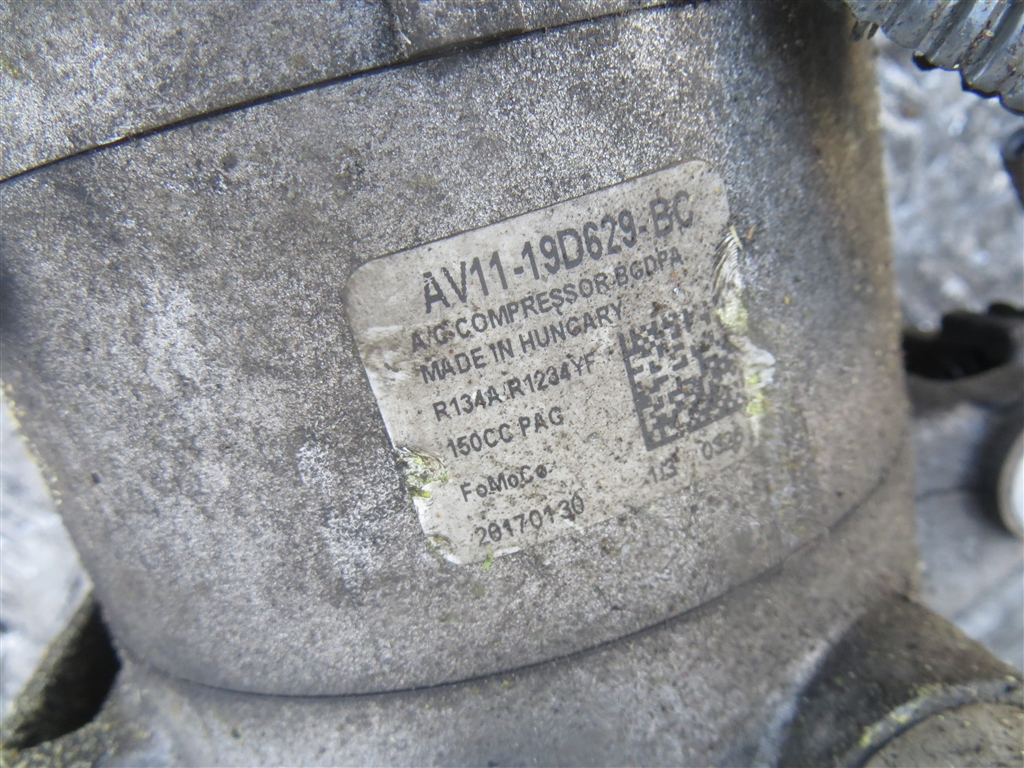 AV11-19D629-BC
A/C COMPRESSOR-BGDPA
MADE IN HUNGARY
R134A/R1234YF
150CC PAG
FoMoCo
20170130